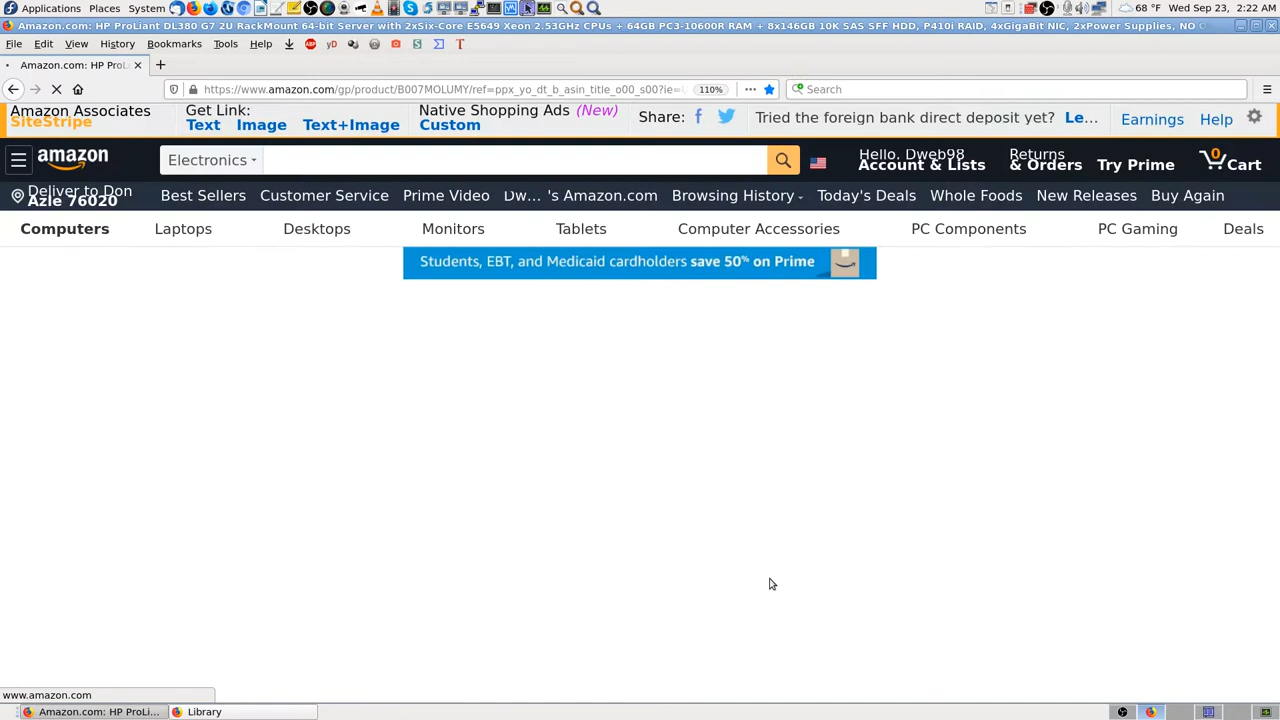 Applications Places System 68 °F Wed Sep 23, 2:22 AM
Amazon.com: HP ProLiant DL380 G7 2U RackMount 64-bit Server with 2xSix-Core E5649 Xeon 2.53GHz CPUs + 64GB PC3-10600R RAM + 8x146GB 10K SAS SFF HDD, P410i RAID, 4xGigaBit NIC, 2xPower Supplies, NO
File Edit View History Bookmarks Tools Help
Amazon.com: HP ProL
https://www.amazon.com/gp/product/B007MOLUMY/ref=ppx_yo_dt_b_asin_title_o00_s00?ie= 110% Search
Amazon Associates Get Link: Native Shopping Ads (New) Share: Tried the foreign bank direct deposit yet? Le... Earnings Help
SiteStripe Text Image Text+Image Custom
amazon Electronics Hello, Dweb98 Returns 0
Account & Lists & Orders Try Prime Cart
Deliver to Don Best Sellers Customer Service Prime Video Dw... 's Amazon.com Browsing History Today's Deals Whole Foods New Releases Buy Again
Azle 76020
Computers Laptops Desktops Monitors Tablets Computer Accessories PC Components PC Gaming Deals
Students, EBT, and Medicaid cardholders save 50% on Prime
www.amazon.com
Amazon.com: HP ProLi... Library